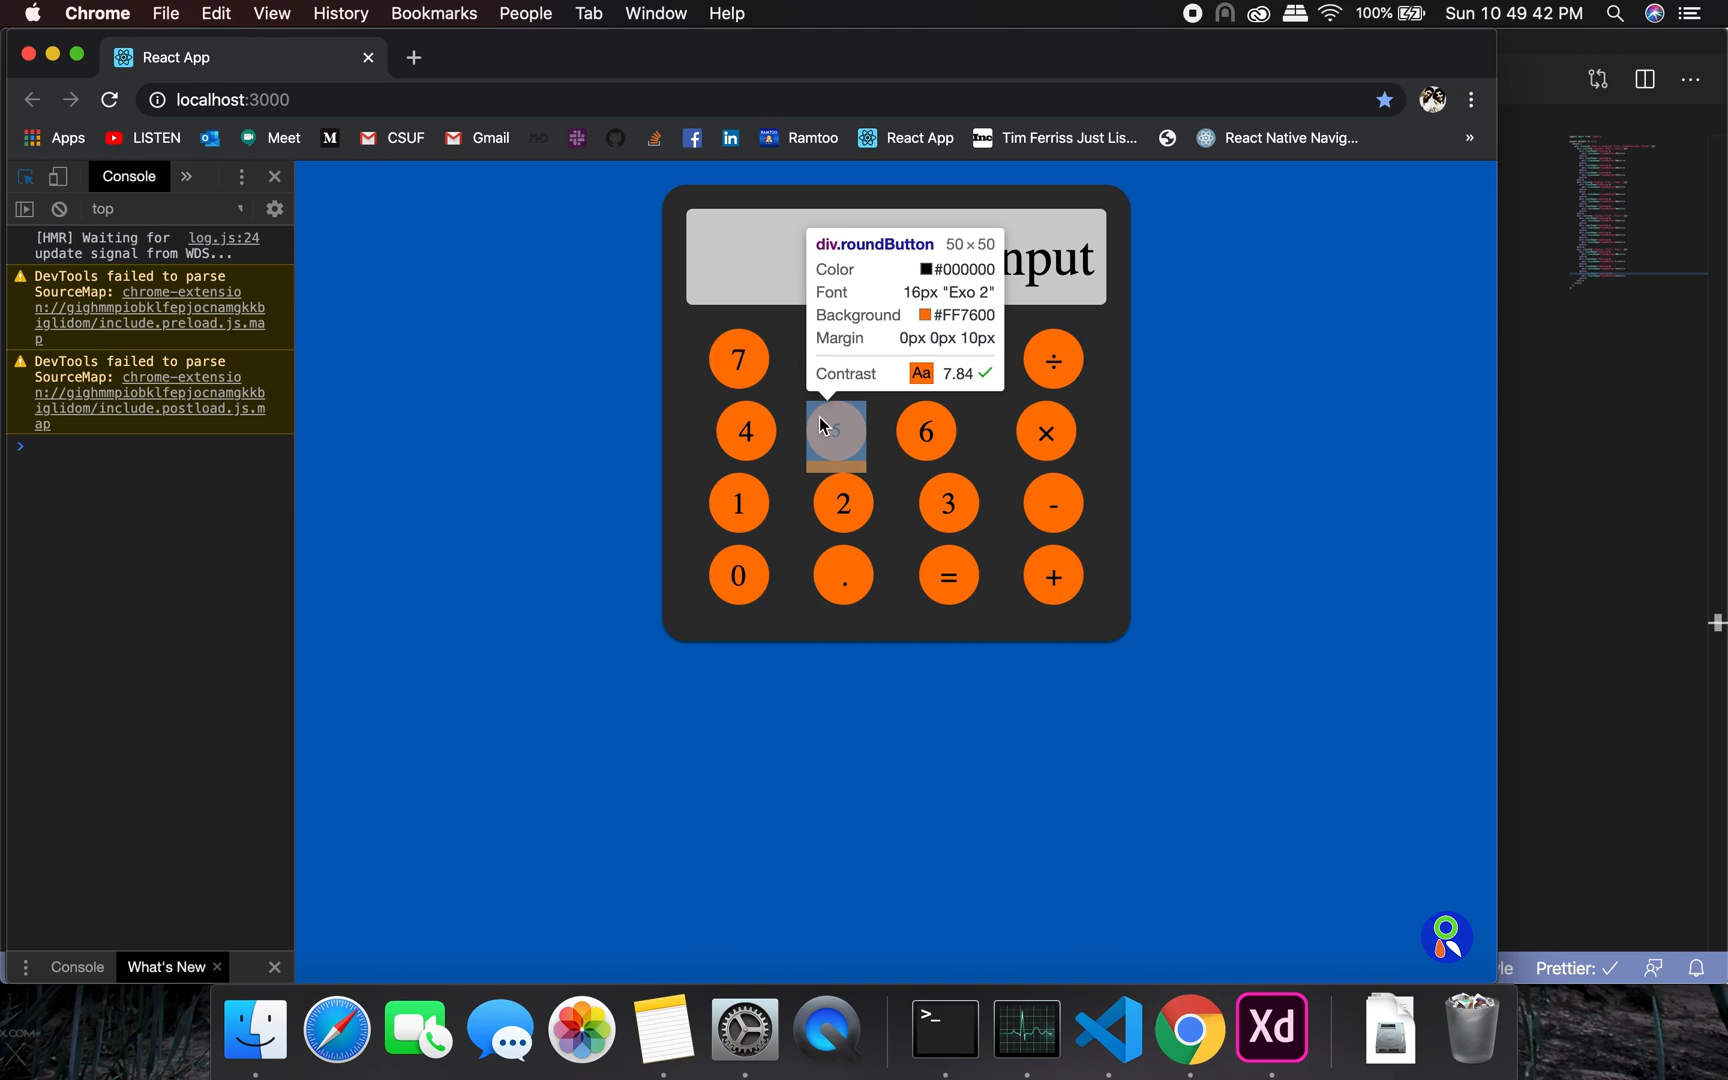 Chrome File Edit View History Bookmarks People Tab Window Help 100% Sun 10 49 42 PM
React App
localhost:3000
Apps LISTEN Meet M CSUF Gmail Ramtoo React App Inc Tim Ferriss Just Lis... React Native Navig... »
Console »
top
[HMR] Waiting for log.js:24
update signal from WDS...
DevTools failed to parse
SourceMap: chrome-extensio
n://gighmmpiobklfepjocnamgkkb
iglidom/include.preload.js.ma
p
DevTools failed to parse
SourceMap: chrome-extensio
n://gighmmpiobklfepjocnamgkkb
iglidom/include.postload.js.m
ap
>
nput
div.roundButton 50 × 50
Color #000000
Font 16px "Exo 2"
Background #FF7600
Margin 0px 0px 10px
Contrast Aa 7.84
7 ÷
4 5 6 ×
1 2 3 -
0 . = +
Console What's New
Prettier:
>_ Xd